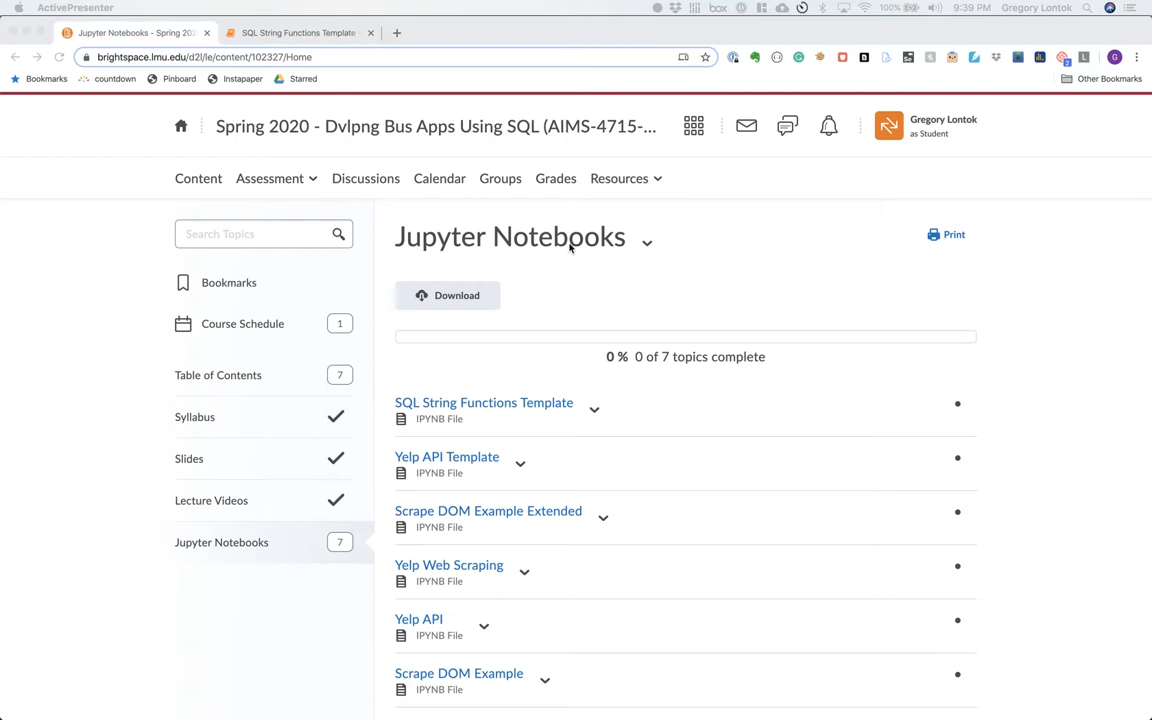 ActivePresenter
box
100%
9:39 PM
Gregory Lontok
Jupyter Notebooks - Spring 202
SQL String Functions Template
brightspace.lmu.edu/d2l/le/content/102327/Home
Bookmarks
countdown
Pinboard
Instapaper
Starred
Other Bookmarks
Spring 2020 - Dvlpng Bus Apps Using SQL (AIMS-4715-...
Gregory Lontok
as Student
Content
Assessment
Discussions
Calendar
Groups
Grades
Resources
Search Topics
Bookmarks
Course Schedule
1
Table of Contents
7
Syllabus
Slides
Lecture Videos
Jupyter Notebooks
7
Jupyter Notebooks
Print
Download
0 % 0 of 7 topics complete
SQL String Functions Template
IPYNB File
Yelp API Template
IPYNB File
Scrape DOM Example Extended
IPYNB File
Yelp Web Scraping
IPYNB File
Yelp API
IPYNB File
Scrape DOM Example
IPYNB File